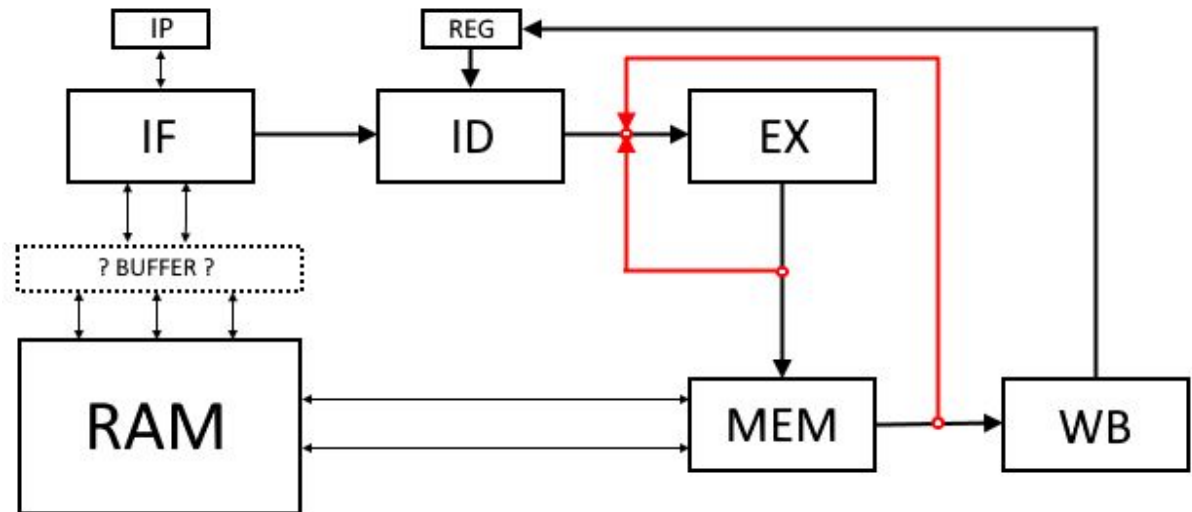 IP
REG
IF
ID
EX
? BUFFER ?
RAM
MEM
WB